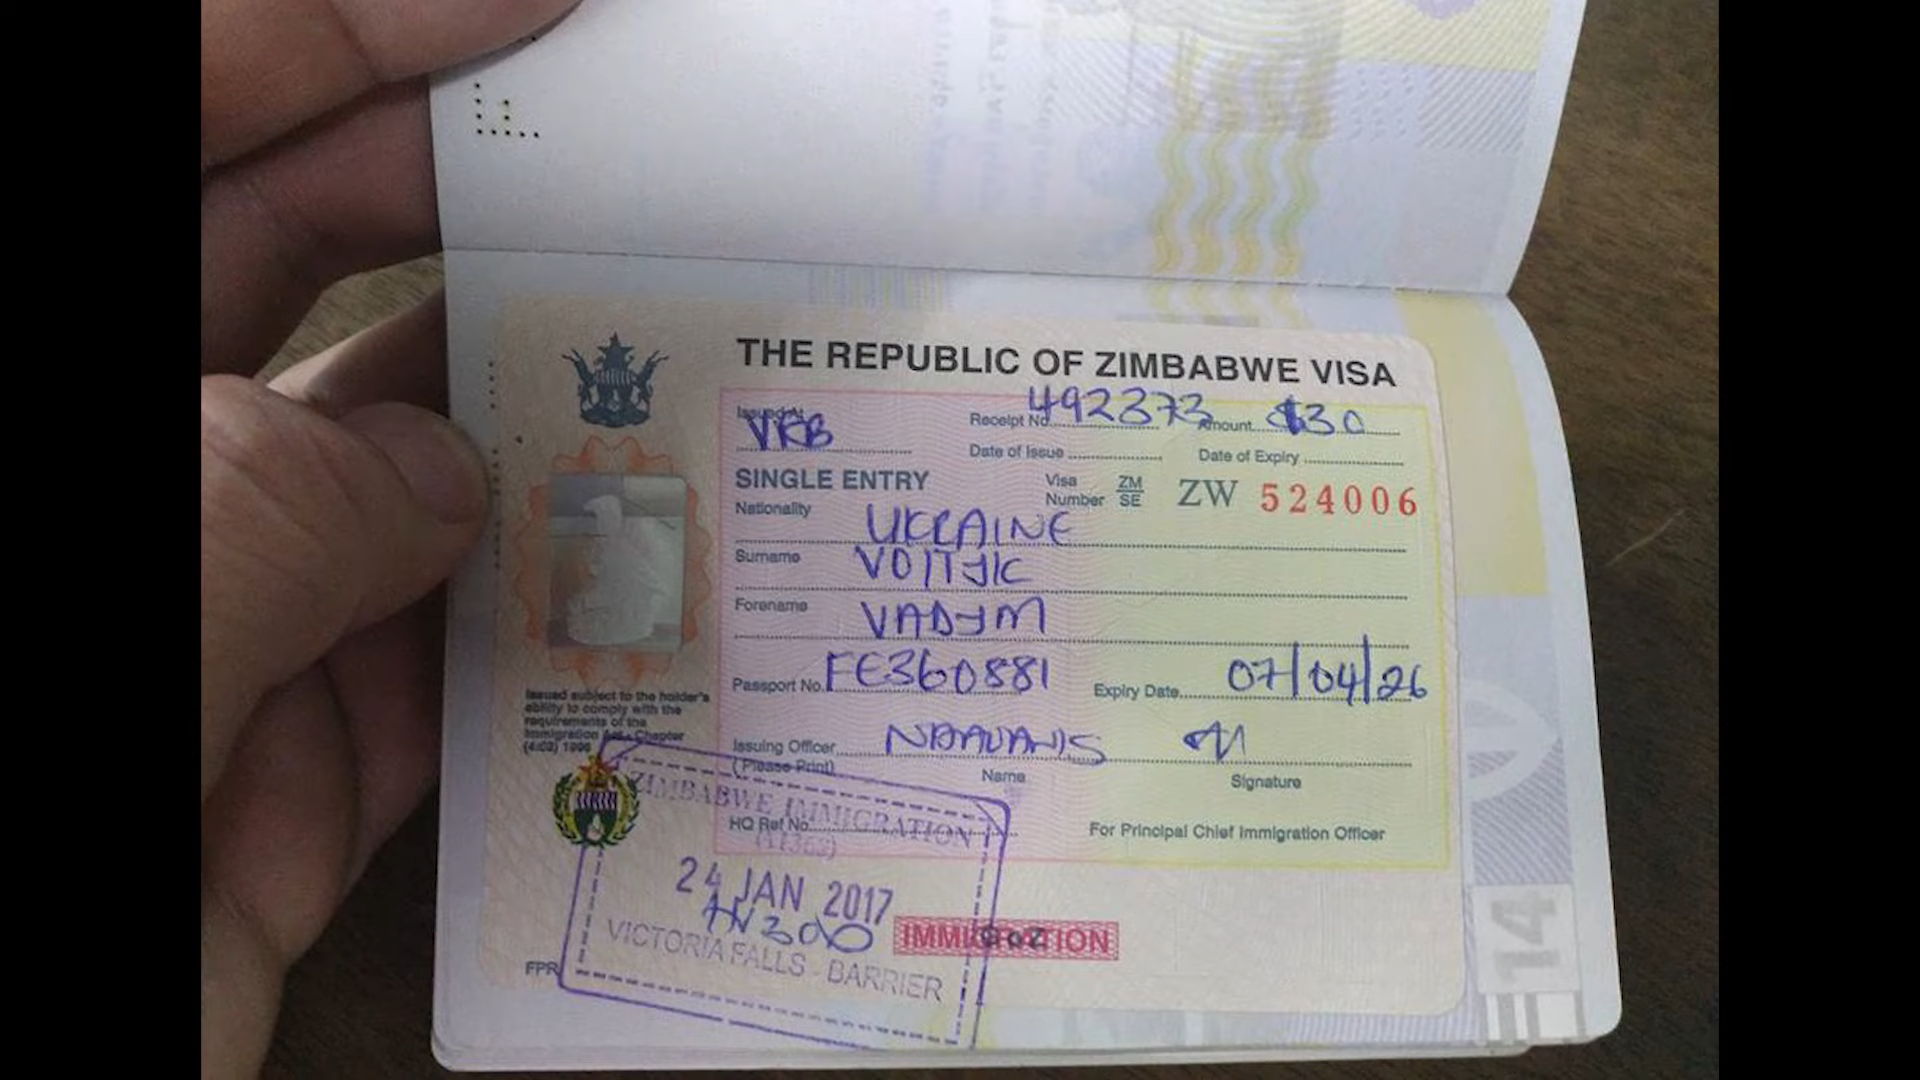 THE REPUBLIC OF ZIMBABWE VISA
Issued At VFB Receipt No. 492373 Amount $30
Date of Issue Date of Expiry
SINGLE ENTRY Visa Number ZM SE ZW 524006
Nationality UKRAINE
Surname VOITJIC
Forename VADYM
Passport No. FE360881 Expiry Date 07/04/26
Issued subject to the holder's
ability to comply with the
requirements of the
Immigration Act - Chapter
(4:02) 1996
Issuing Officer
(Please Print) Name Signature
HQ Ref No. For Principal Chief Immigration Officer
ZIMBABWE IMMIGRATION
24 JAN 2017
VICTORIA FALLS - BARRIER
IMMIGRATION
GOZ
FPR
14